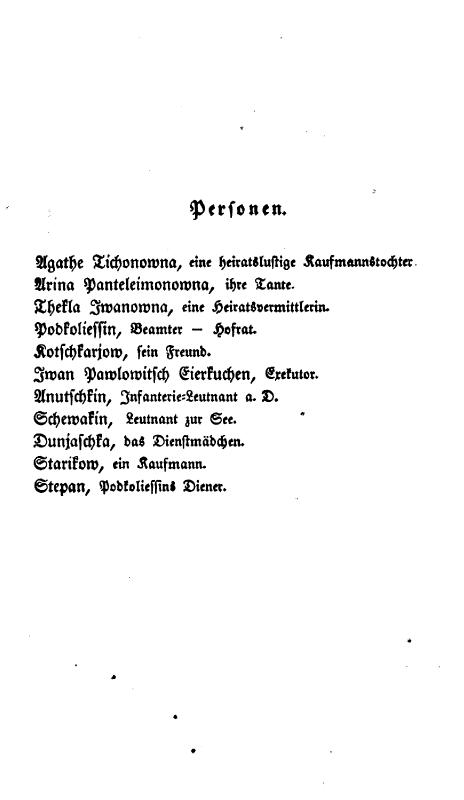 Personen.
Agathe Tichonowna, eine heiratslustige Kaufmannstochter.
Arina Panteleimonowna, ihre Tante.
Thekla Iwanowna, eine Heiratsvermittlerin.
Podkoliessin, Beamter — Hofrat.
Kotschkarjow, sein Freund.
Iwan Pawlowitsch Eierkuchen, Exekutor.
Anutschkin, Infanterie-Leutnant a. D.
Schewakin, Leutnant zur See.
Dunjaschka, das Dienstmädchen.
Starikow, ein Kaufmann.
Stepan, Podkoliessins Diener.